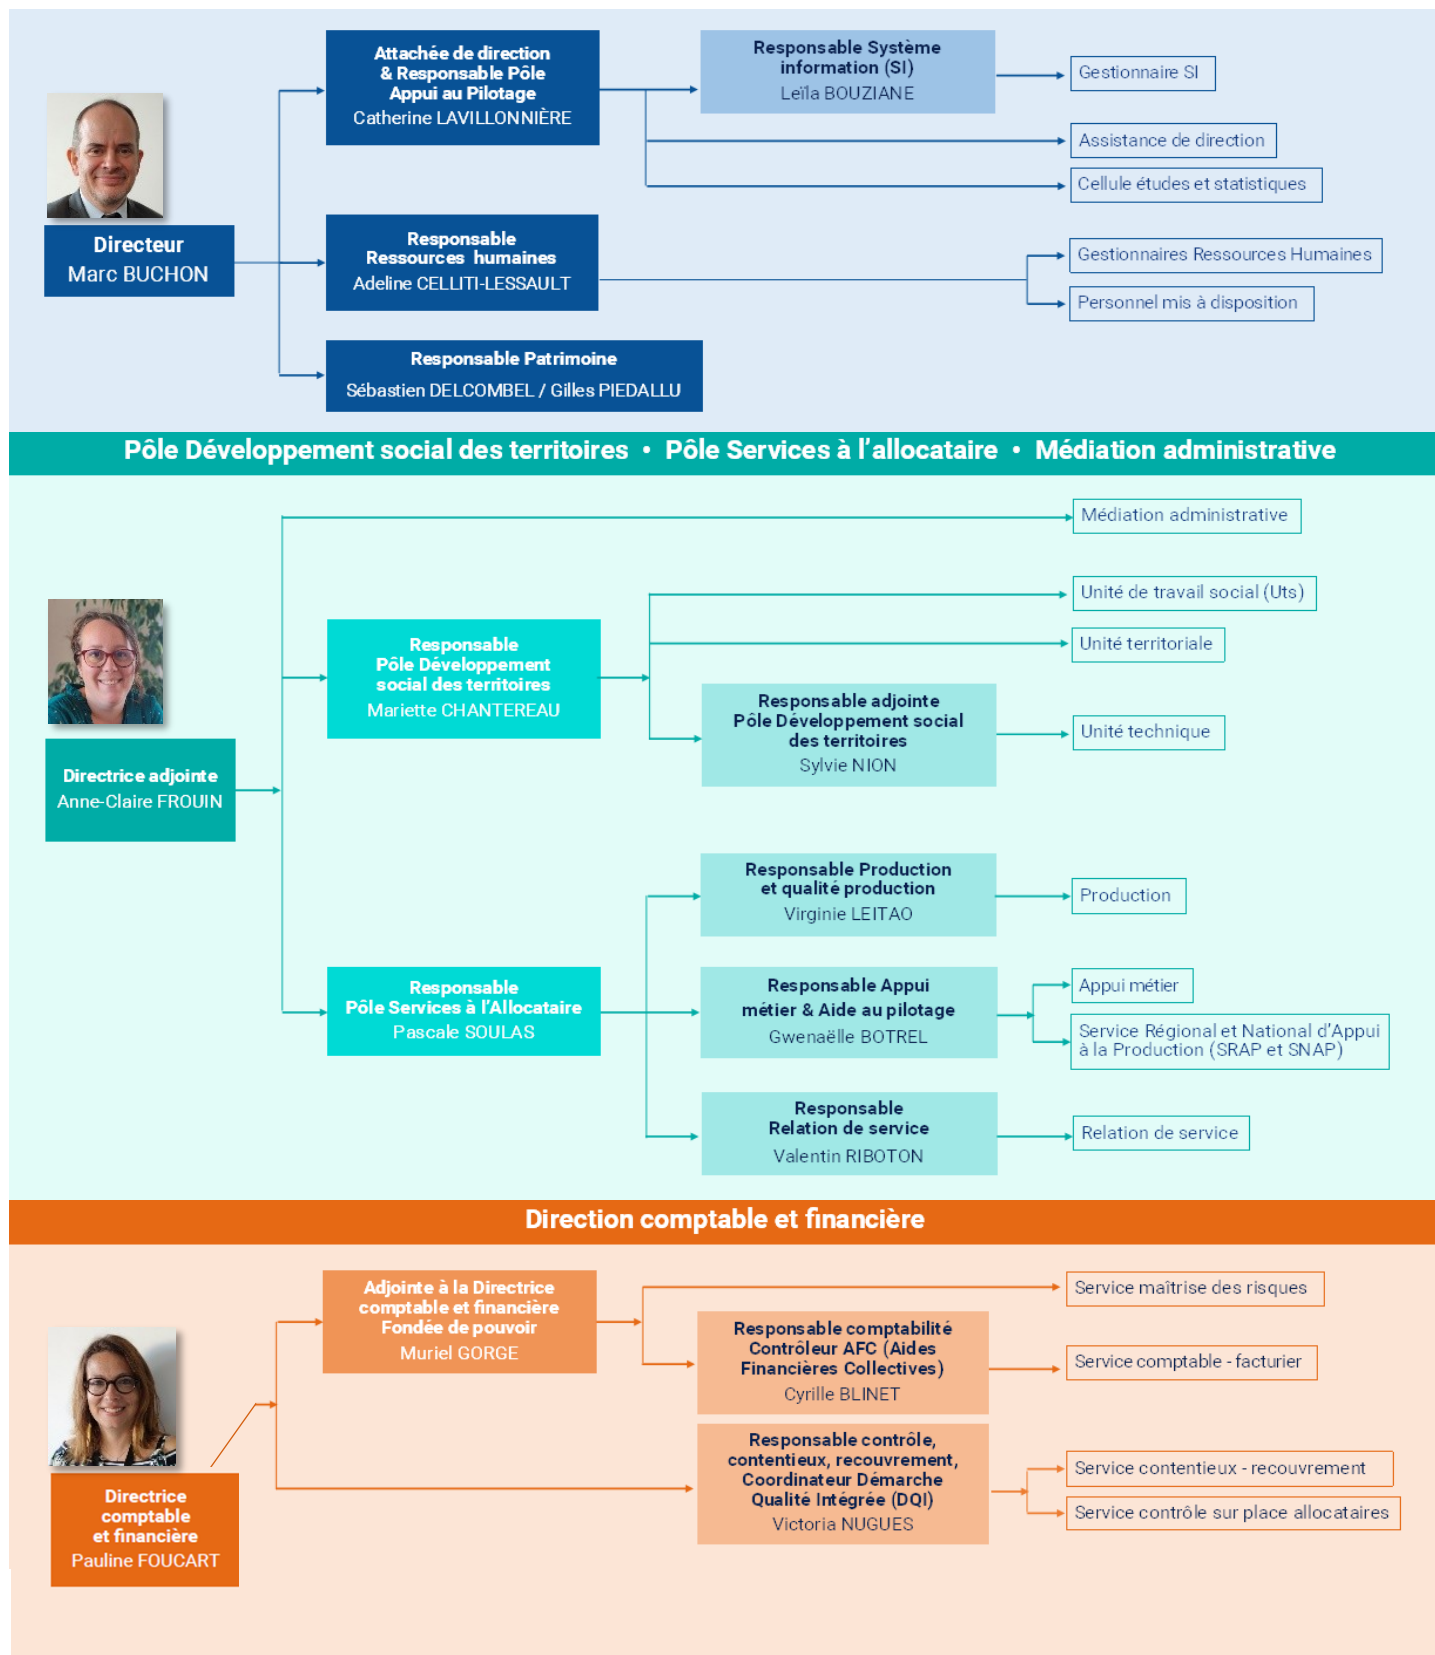 Attachée de direction
& Responsable Pôle
Appui au Pilotage
Catherine LAVILLONNIÈRE
Responsable Système
information (SI)
Leïla BOUZIANE
Gestionnaire SI
Assistance de direction
Cellule études et statistiques
Directeur
Marc BUCHON
Responsable
Ressources humaines
Adeline CELLITI-LESSAULT
Gestionnaires Ressources Humaines
Personnel mis à disposition
Responsable Patrimoine
Sébastien DELCOMBEL / Gilles PIEDALLU
Pôle Développement social des territoires • Pôle Services à l’allocataire • Médiation administrative
Médiation administrative
Directrice adjointe
Anne-Claire FROUIN
Responsable
Pôle Développement
social des territoires
Mariette CHANTEREAU
Unité de travail social (Uts)
Unité territoriale
Responsable adjointe
Pôle Développement social
des territoires
Sylvie NION
Unité technique
Responsable Production
et qualité production
Virginie LEITAO
Production
Responsable
Pôle Services à l’Allocataire
Pascale SOULAS
Responsable Appui
métier & Aide au pilotage
Gwenaëlle BOTREL
Appui métier
Service Régional et National d’Appui
à la Production (SRAP et SNAP)
Responsable
Relation de service
Valentin RIBOTON
Relation de service
Direction comptable et financière
Adjointe à la Directrice
comptable et financière
Fondée de pouvoir
Muriel GORGE
Service maîtrise des risques
Responsable comptabilité
Contrôleur AFC (Aides
Financières Collectives)
Cyrille BLINET
Service comptable - facturier
Directrice
comptable
et financière
Pauline FOUCART
Responsable contrôle,
contentieux, recouvrement,
Coordinateur Démarche
Qualité Intégrée (DQI)
Victoria NUGUES
Service contentieux - recouvrement
Service contrôle sur place allocataires